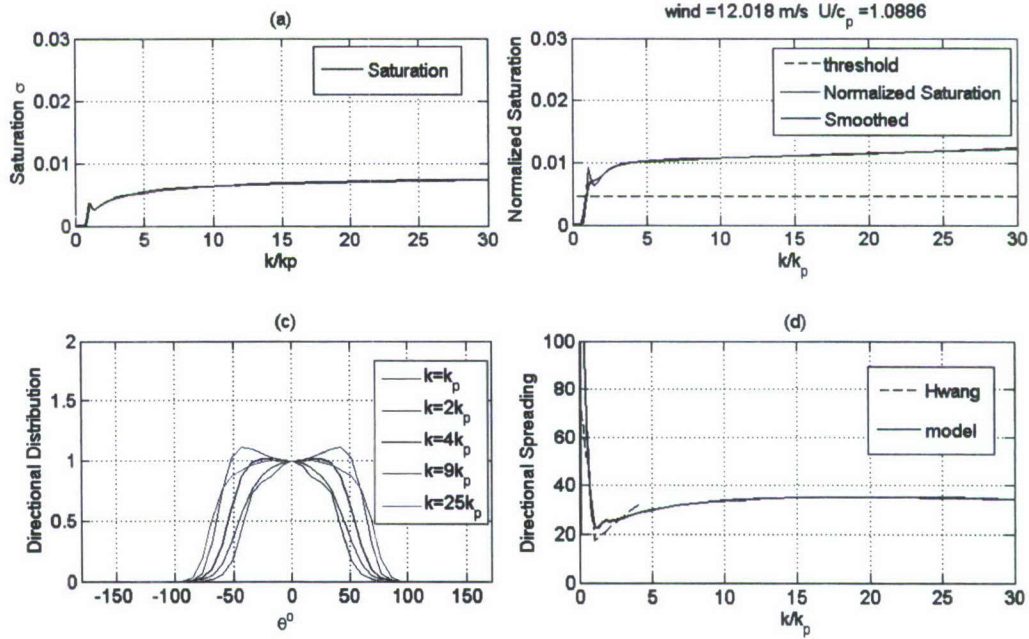 (a)
0.03
0.02
0.01
0
Saturation σ
Saturation
0 5 10 15 20 25 30
k/kp
wind =12.018 m/s U/c_p =1.0886
0.03
0.02
0.01
0
Normalized Saturation
threshold
Normalized Saturation
Smoothed
0 5 10 15 20 25 30
k/k_p
(c)
2
1.5
1
0.5
0
Directional Distribution
k=k_p
k=2k_p
k=4k_p
k=9k_p
k=25k_p
-150 -100 -50 0 50 100 150
θ^o
(d)
100
80
60
40
20
0
Directional Spreading
Hwang
model
0 5 10 15 20 25 30
k/k_p